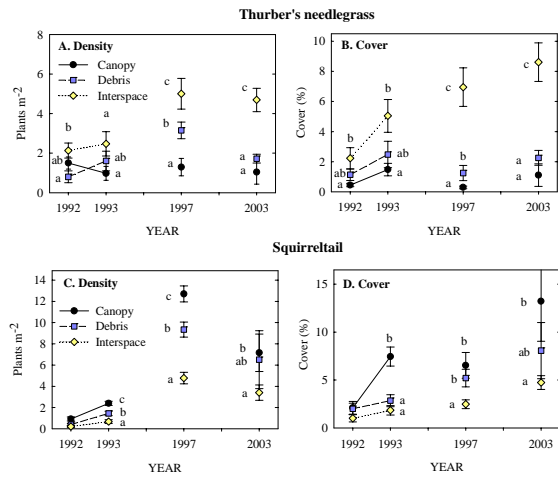 Thurber's needlegrass
A. Density
Canopy
Debris
Interspace
Plants m-2
8
6
4
2
0
b
ab
a
a
ab
a
c
b
a
c
a
a
1992 1993 1997 2003
YEAR
B. Cover
Cover (%)
10
8
6
4
2
0
b
ab
a
b
ab
a
c
b
a
c
a
a
1992 1993 1997 2003
YEAR
Squirreltail
C. Density
Canopy
Debris
Interspace
Plants m-2
14
12
10
8
6
4
2
0
c
b
a
c
b
a
b
ab
a
1992 1993 1997 2003
YEAR
D. Cover
Cover (%)
15
10
5
0
b
a
a
b
b
a
b
ab
a
1992 1993 1997 2003
YEAR